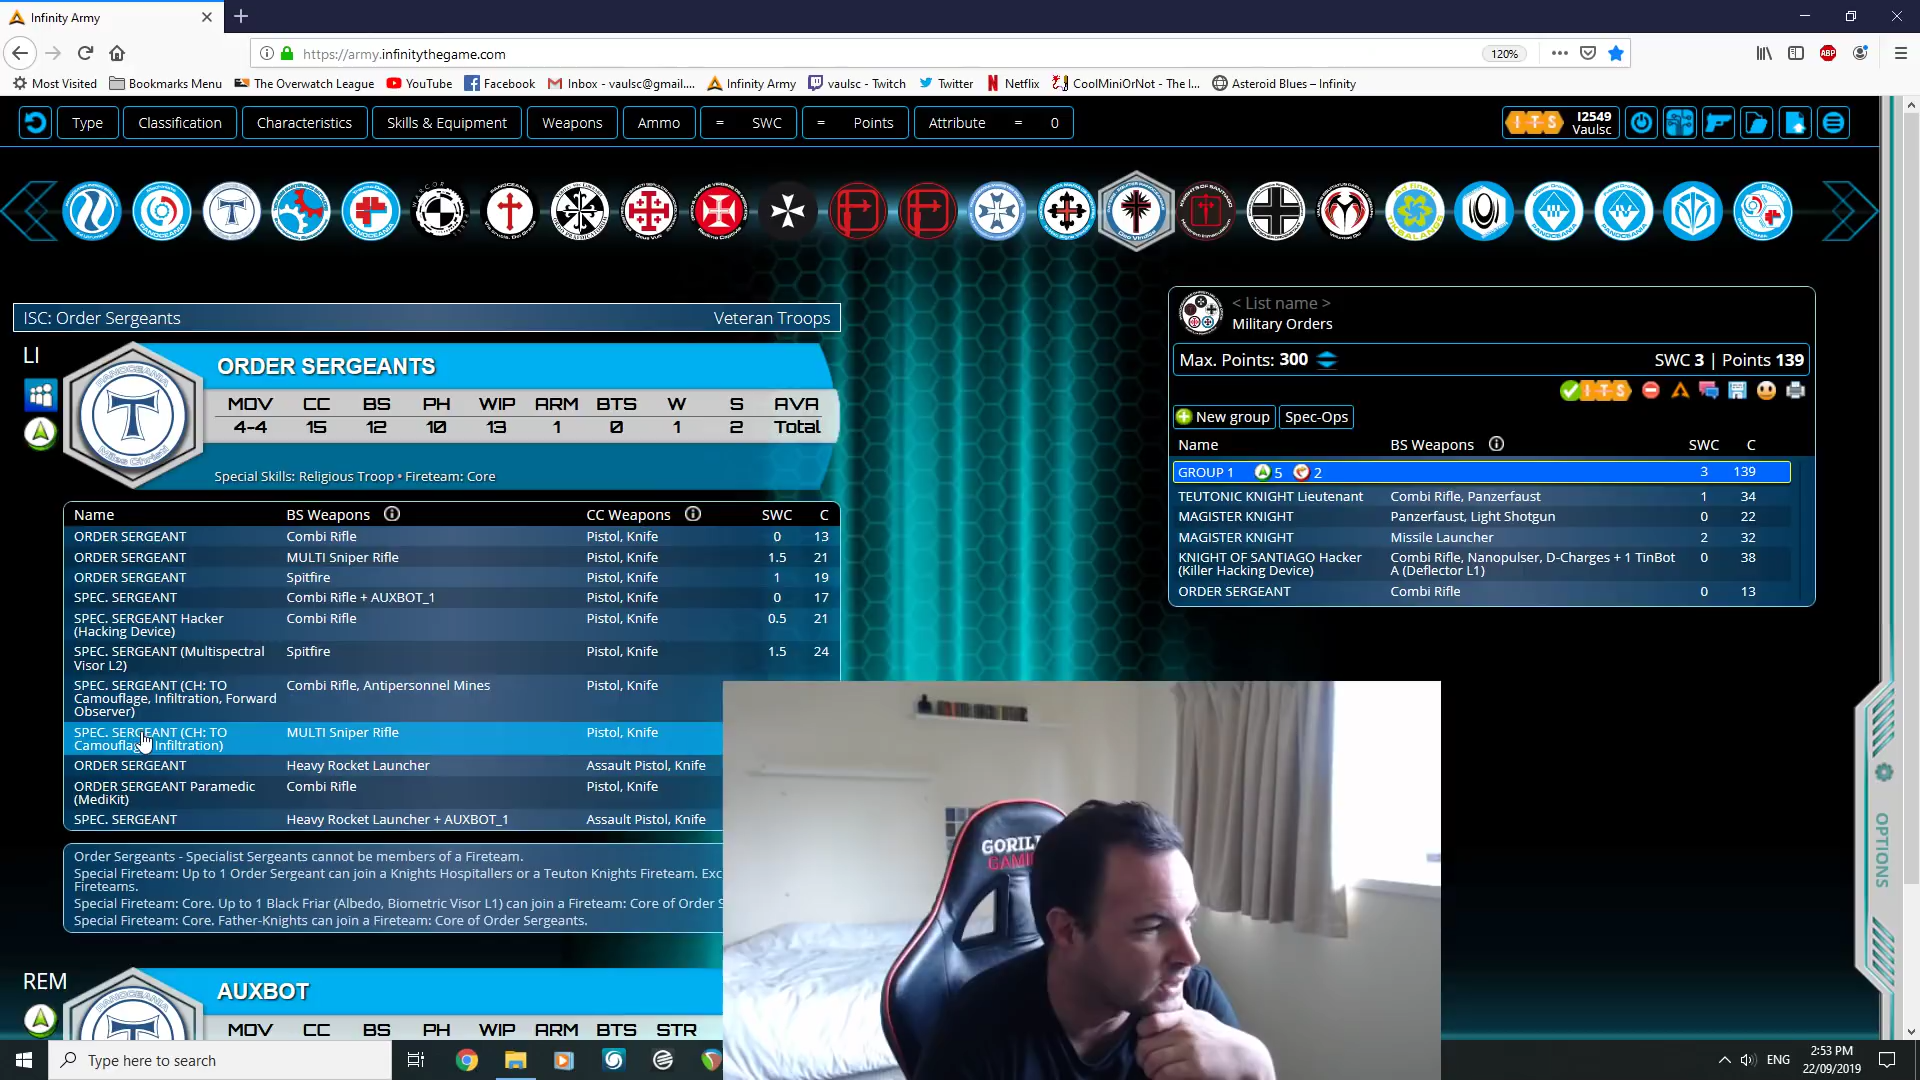 Infinity Army
https://army.infinitythegame.com
120%
Most Visited
Bookmarks Menu
The Overwatch League
YouTube
Facebook
Inbox - vaulsc@gmail....
Infinity Army
vaulsc - Twitch
Twitter
Netflix
CoolMiniOrNot - The I...
Asteroid Blues – Infinity
Type
Classification
Characteristics
Skills & Equipment
Weapons
Ammo
= SWC
= Points
Attribute = 0
ITS
I2549
Vaulsc
ISC: Order Sergeants Veteran Troops
LI
ORDER SERGEANTS
MOV CC BS PH WIP ARM BTS W S AVA
4-4 15 12 10 13 1 0 1 2 Total
Special Skills: Religious Troop • Fireteam: Core
Name BS Weapons CC Weapons SWC C
ORDER SERGEANT Combi Rifle Pistol, Knife 0 13
ORDER SERGEANT MULTI Sniper Rifle Pistol, Knife 1.5 21
ORDER SERGEANT Spitfire Pistol, Knife 1 19
SPEC. SERGEANT Combi Rifle + AUXBOT_1 Pistol, Knife 0 17
SPEC. SERGEANT Hacker Combi Rifle Pistol, Knife 0.5 21
(Hacking Device)
SPEC. SERGEANT (Multispectral Spitfire Pistol, Knife 1.5 24
Visor L2)
SPEC. SERGEANT (CH: TO Combi Rifle, Antipersonnel Mines Pistol, Knife
Camouflage, Infiltration, Forward
Observer)
SPEC. SERGEANT (CH: TO MULTI Sniper Rifle Pistol, Knife
Camouflage, Infiltration)
ORDER SERGEANT Heavy Rocket Launcher Assault Pistol, Knife
ORDER SERGEANT Paramedic Combi Rifle Pistol, Knife
(MediKit)
SPEC. SERGEANT Heavy Rocket Launcher + AUXBOT_1 Assault Pistol, Knife
Order Sergeants - Specialist Sergeants cannot be members of a Fireteam.
Special Fireteam: Up to 1 Order Sergeant can join a Knights Hospitallers or a Teuton Knights Fireteam. Exc
Fireteams.
Special Fireteam: Core. Up to 1 Black Friar (Albedo, Biometric Visor L1) can join a Fireteam: Core of Order S
Special Fireteam: Core. Father-Knights can join a Fireteam: Core of Order Sergeants.
REM
AUXBOT
MOV CC BS PH WIP ARM BTS STR
< List name >
Military Orders
Max. Points: 300 SWC 3 | Points 139
ITS
New group
Spec-Ops
Name BS Weapons SWC C
GROUP 1 5 2 3 139
TEUTONIC KNIGHT Lieutenant Combi Rifle, Panzerfaust 1 34
MAGISTER KNIGHT Panzerfaust, Light Shotgun 0 22
MAGISTER KNIGHT Missile Launcher 2 32
KNIGHT OF SANTIAGO Hacker Combi Rifle, Nanopulser, D-Charges + 1 TinBot 0 38
(Killer Hacking Device) A (Deflector L1)
ORDER SERGEANT Combi Rifle 0 13
OPTIONS
GORILL
GAMI
Type here to search
ENG
2:53 PM
22/09/2019